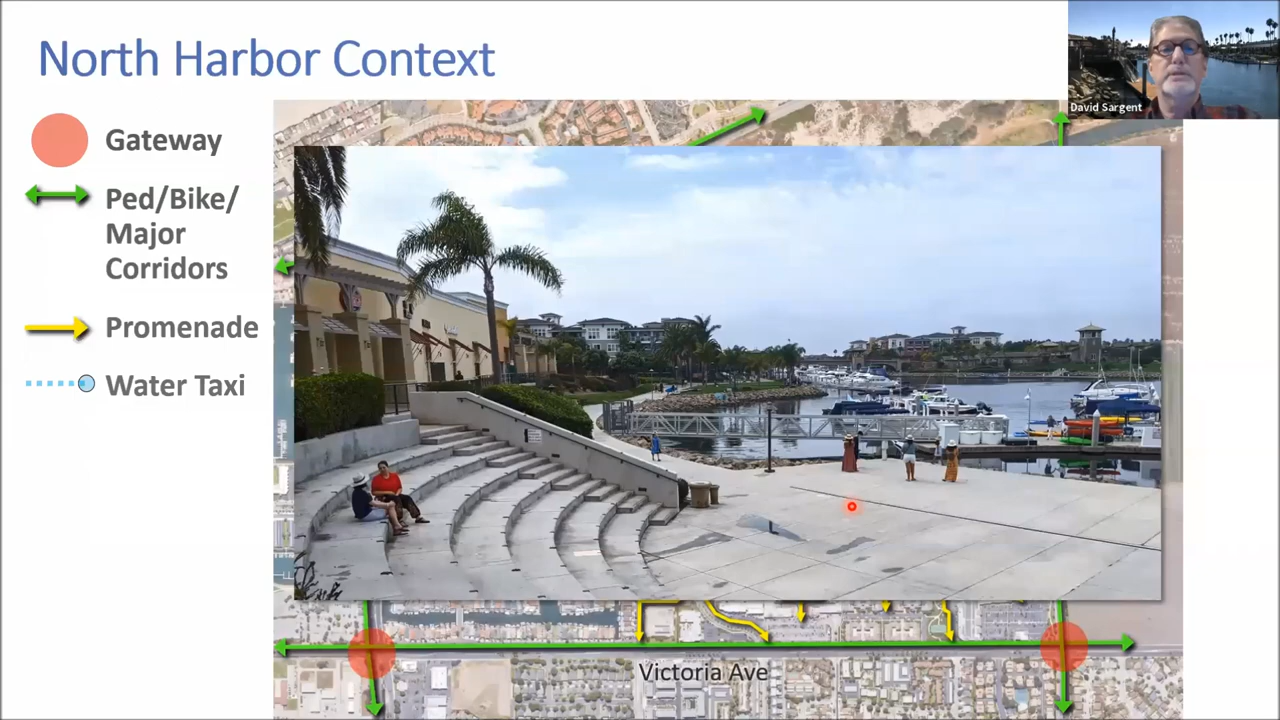 North Harbor Context
David Sargent
Gateway
Ped/Bike/
Major
Corridors
Promenade
Water Taxi
Victoria Ave